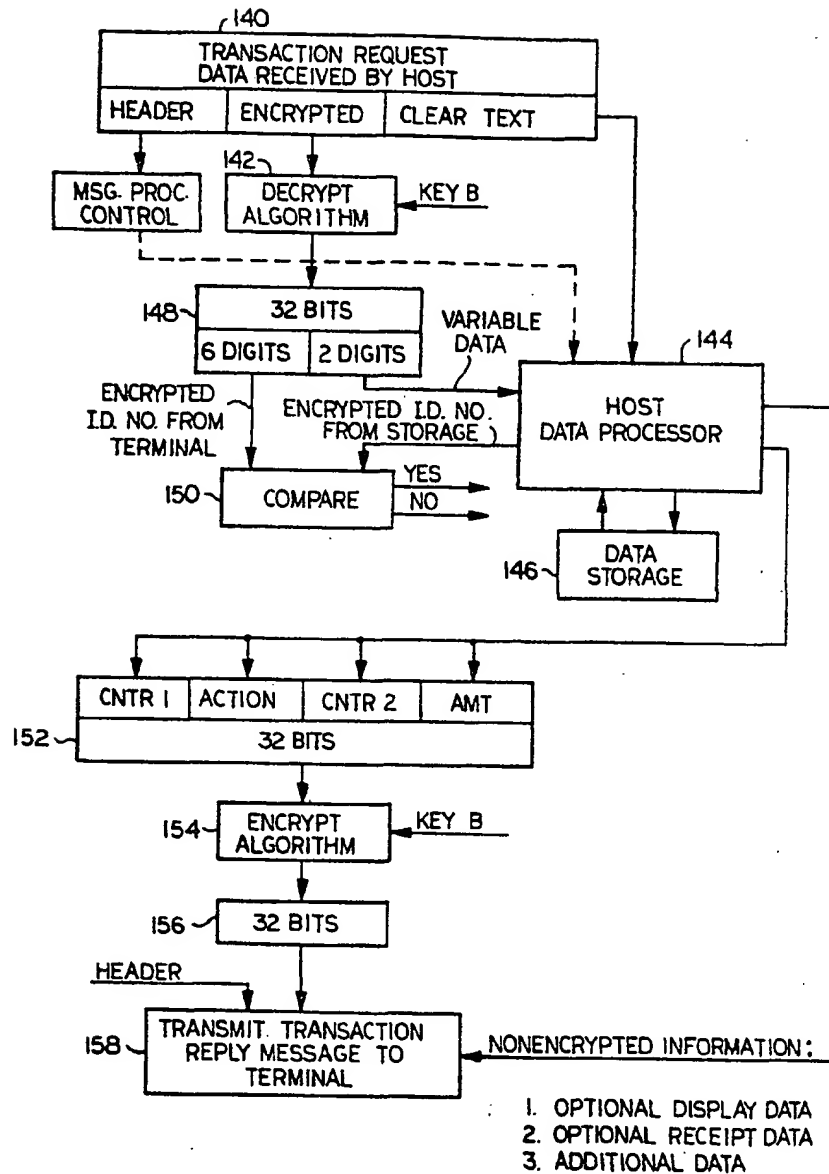 140
TRANSACTION REQUEST
DATA RECEIVED BY HOST
HEADER ENCRYPTED CLEAR TEXT
MSG. PROC. CONTROL
142
DECRYPT ALGORITHM
KEY B
148
32 BITS
6 DIGITS 2 DIGITS
VARIABLE DATA
144
HOST DATA PROCESSOR
ENCRYPTED I.D. NO. FROM TERMINAL
ENCRYPTED I.D. NO. FROM STORAGE
150
COMPARE
YES
NO
146
DATA STORAGE
CNTR 1 ACTION CNTR 2 AMT
152
32 BITS
154
ENCRYPT ALGORITHM
KEY B
156
32 BITS
HEADER
158
TRANSMIT. TRANSACTION
REPLY MESSAGE TO
TERMINAL
NONENCRYPTED INFORMATION:
1. OPTIONAL DISPLAY DATA
2. OPTIONAL RECEIPT DATA
3. ADDITIONAL DATA